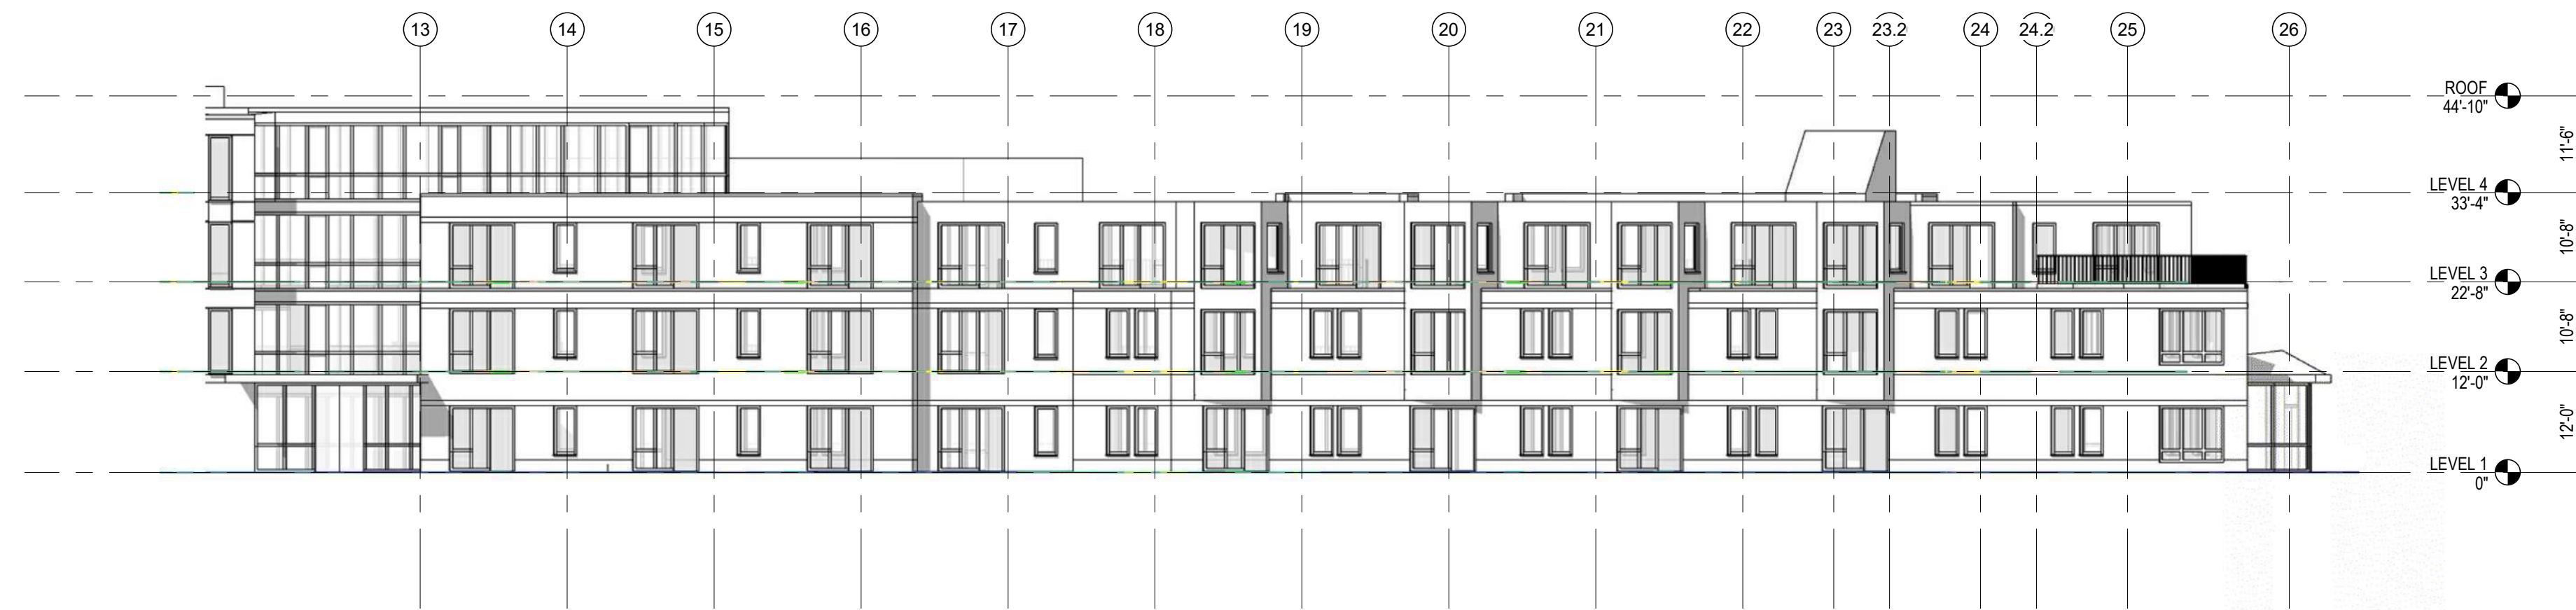 13 14 15 16 17 18 19 20 21 22 23 23.2 24 24.2 25 26
ROOF
44'-10"
11'-6"
LEVEL 4
33'-4"
10'-8"
LEVEL 3
22'-8"
10'-8"
LEVEL 2
12'-0"
12'-0"
LEVEL 1
0"